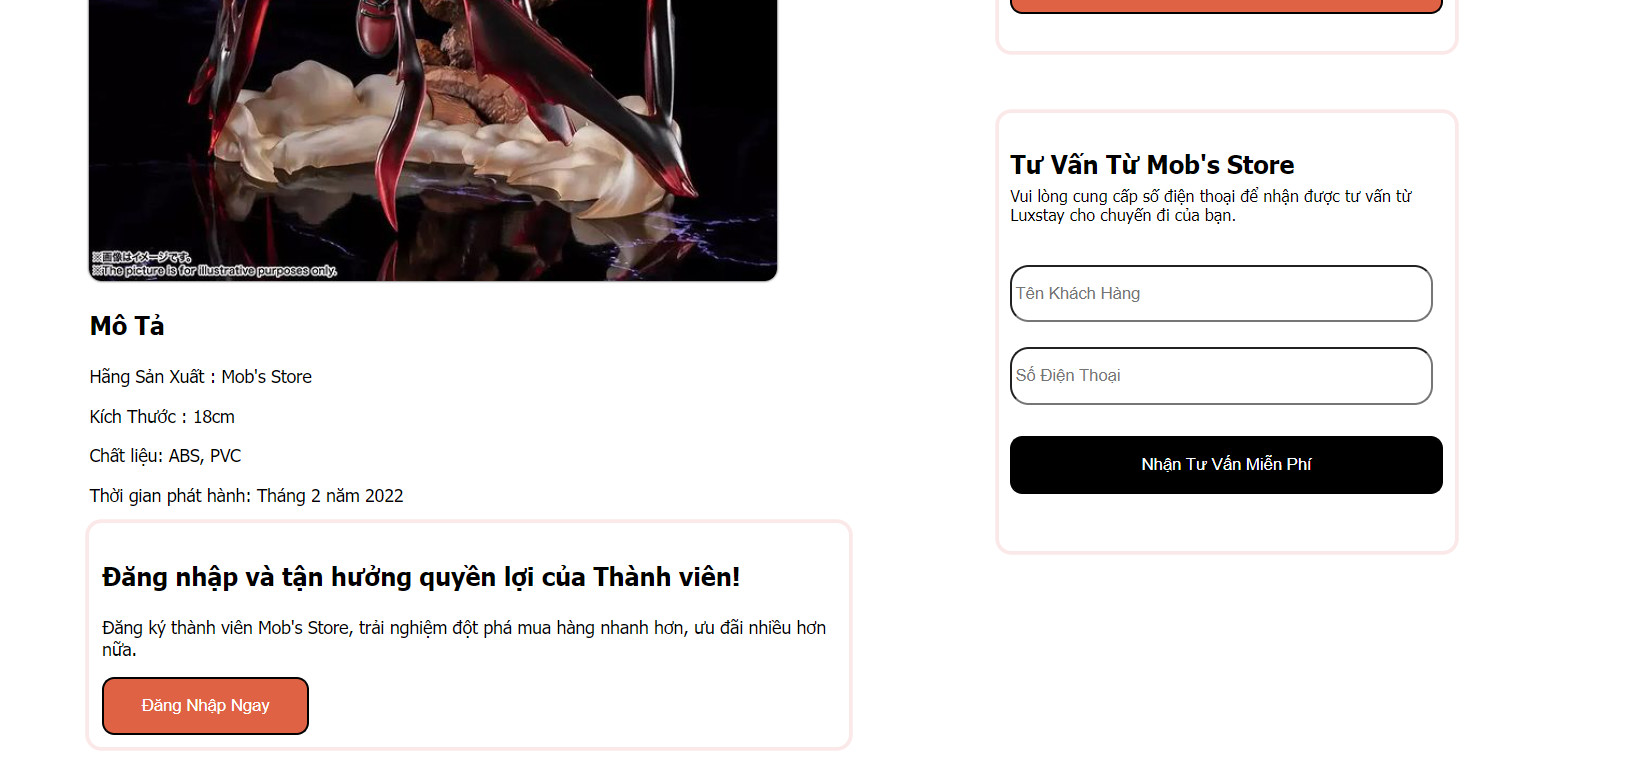 ※画像はイメージです。
※The picture is for illustrative purposes only.
Mô Tả
Hãng Sản Xuất : Mob's Store
Kích Thước : 18cm
Chất liệu: ABS, PVC
Thời gian phát hành: Tháng 2 năm 2022
Đăng nhập và tận hưởng quyền lợi của Thành viên!
Đăng ký thành viên Mob's Store, trải nghiệm đột phá mua hàng nhanh hơn, ưu đãi nhiều hơn
nữa.
Đăng Nhập Ngay
Tư Vấn Từ Mob's Store
Vui lòng cung cấp số điện thoại để nhận được tư vấn từ
Luxstay cho chuyến đi của bạn.
Tên Khách Hàng
Số Điện Thoại
Nhận Tư Vấn Miễn Phí